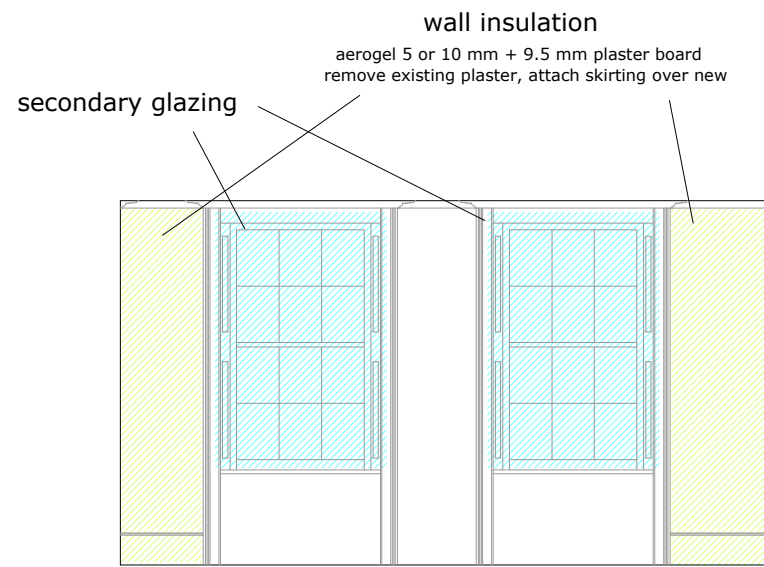 wall insulation
aerogel 5 or 10 mm + 9.5 mm plaster board
remove existing plaster, attach skirting over new
secondary glazing